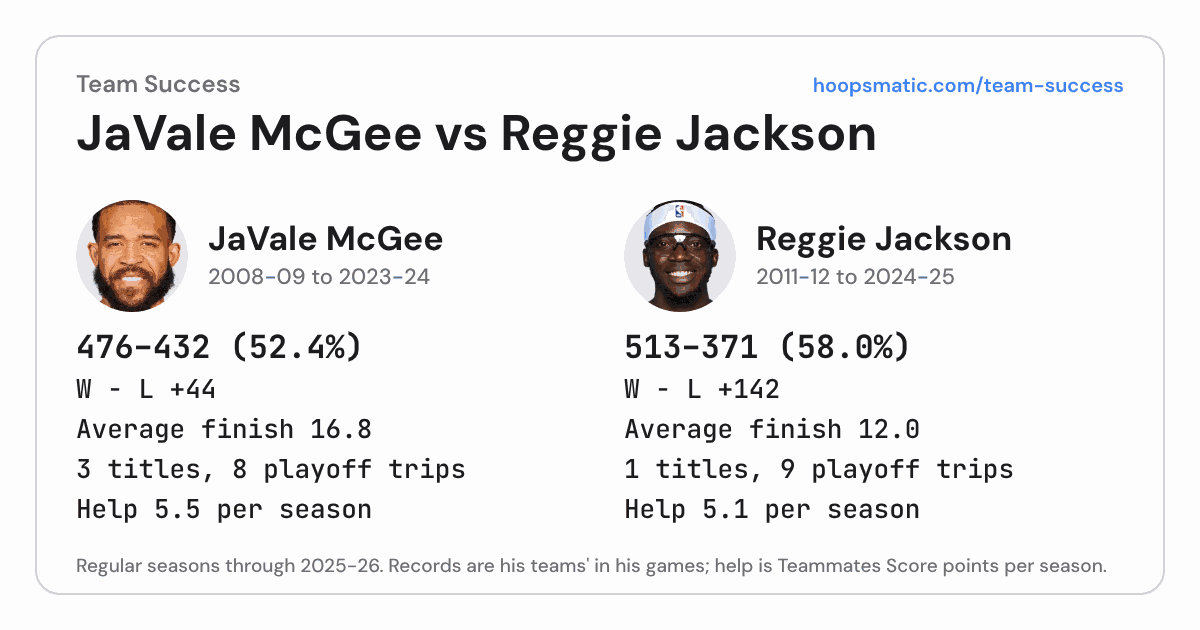 Team Success
hoopsmatic.com/team-success
JaVale McGee vs Reggie Jackson
JaVale McGee
2008-09 to 2023-24
476-432 (52.4%)
W - L +44
Average finish 16.8
3 titles, 8 playoff trips
Help 5.5 per season
Reggie Jackson
2011-12 to 2024-25
513-371 (58.0%)
W - L +142
Average finish 12.0
1 titles, 9 playoff trips
Help 5.1 per season
Regular seasons through 2025-26. Records are his teams' in his games; help is Teammates Score points per season.